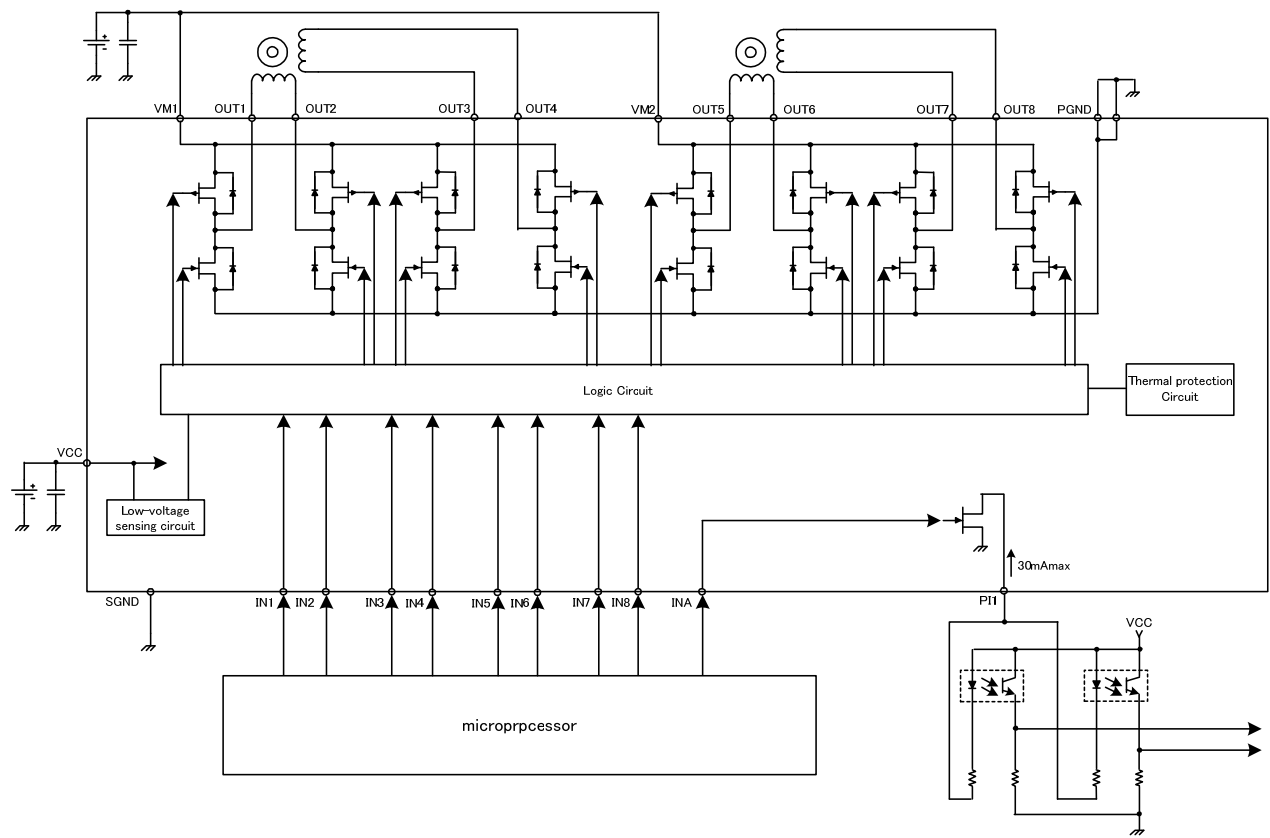 VM1
OUT1
OUT2
OUT3
OUT4
VM2
OUT5
OUT6
OUT7
OUT8
PGND
Logic Circuit
Thermal protection
Circuit
VCC
Low-voltage
sensing circuit
30mAmax
SGND
IN1
IN2
IN3
IN4
IN5
IN6
IN7
IN8
INA
PI1
VCC
microprpcessor